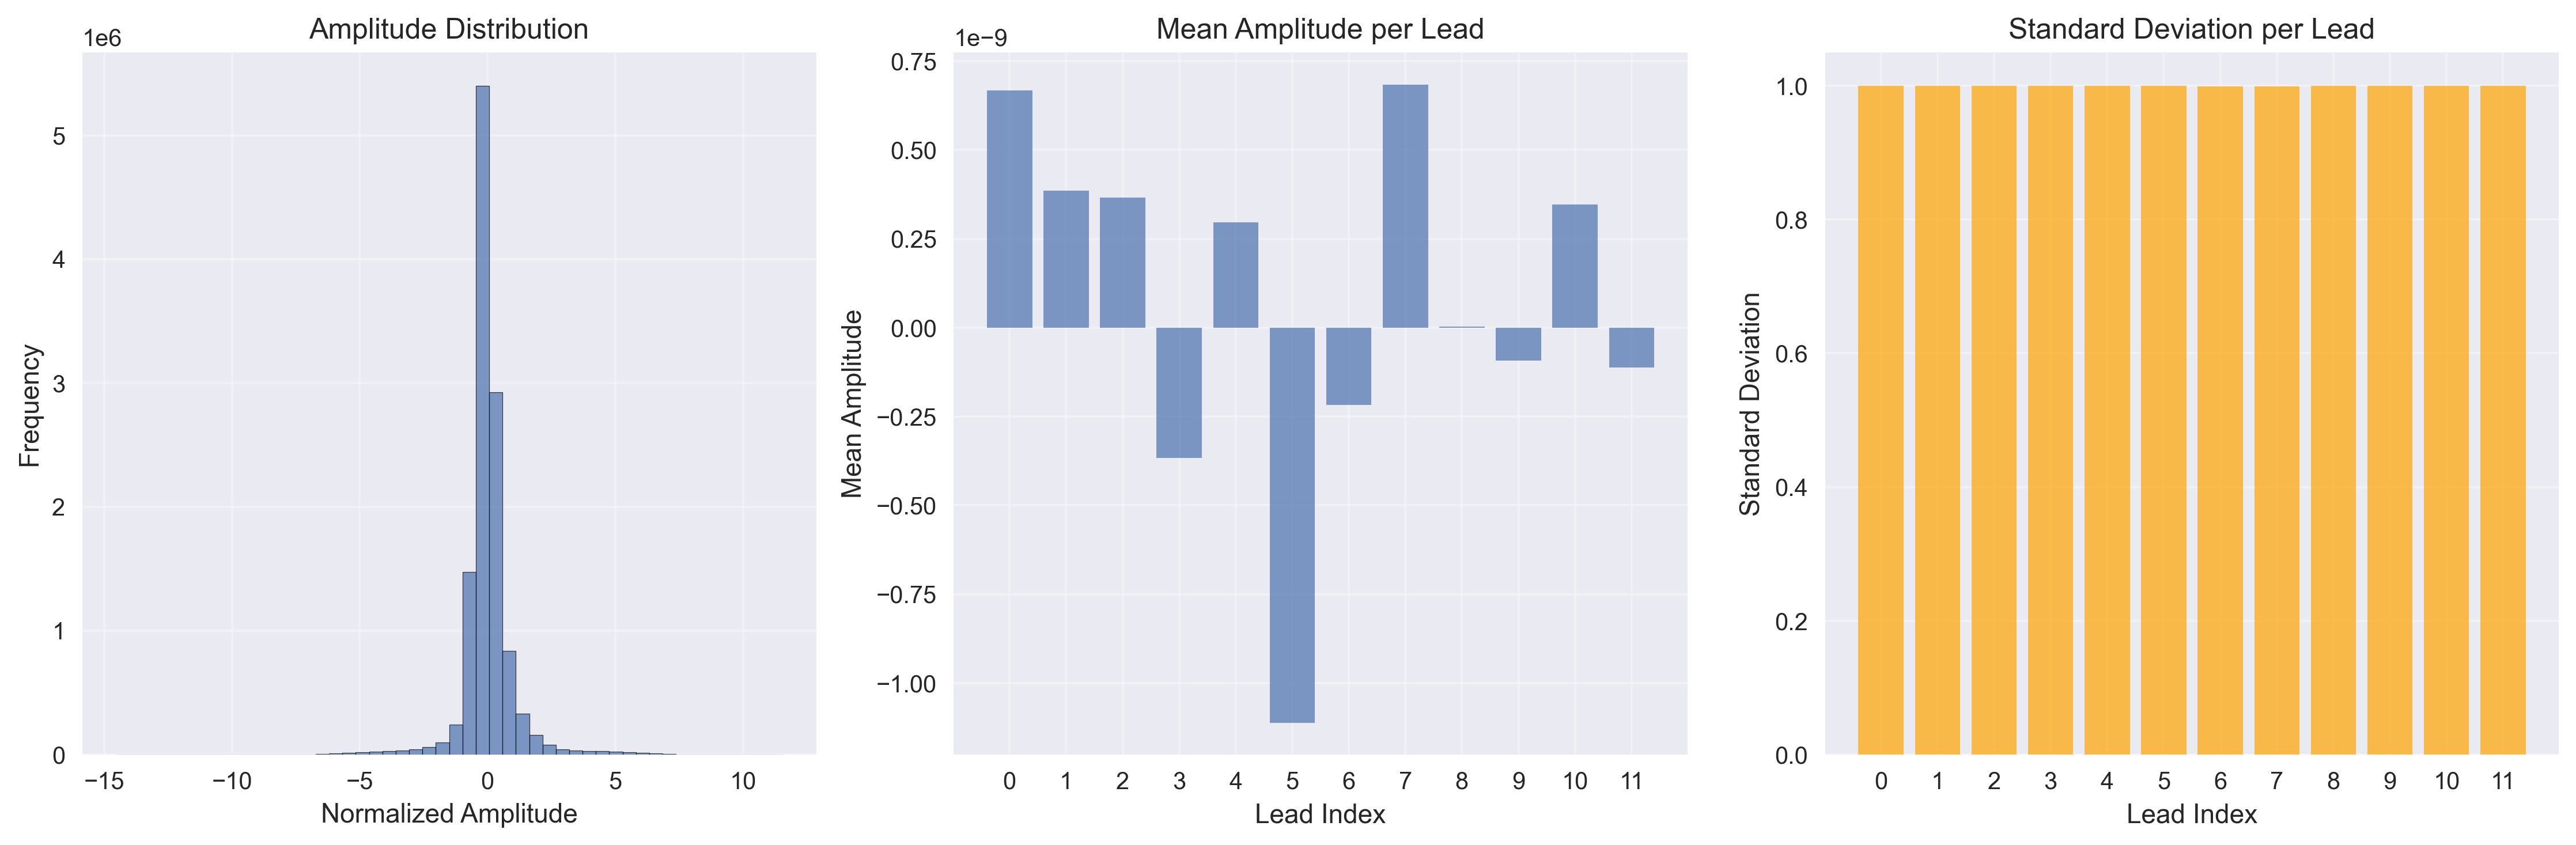 Amplitude Distribution
1e6
5
4
3
2
1
0
Frequency
−15 −10 −5 0 5 10
Normalized Amplitude
Mean Amplitude per Lead
1e−9
0.75
0.50
0.25
0.00
−0.25
−0.50
−0.75
−1.00
Mean Amplitude
0 1 2 3 4 5 6 7 8 9 10 11
Lead Index
Standard Deviation per Lead
1.0
0.8
0.6
0.4
0.2
0.0
Standard Deviation
0 1 2 3 4 5 6 7 8 9 10 11
Lead Index